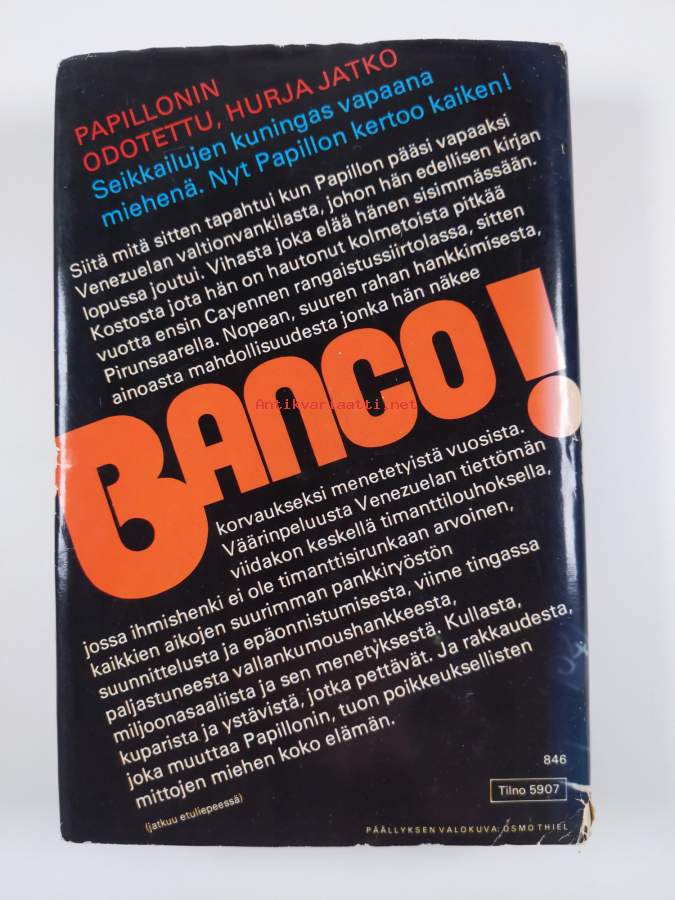 PAPILLONIN
ODOTETTU, HURJA JATKO
Seikkailujen kuningas vapaana
miehenä. Nyt Papillon kertoo kaiken!
Siitä mitä sitten tapahtui kun Papillon pääsi vapaaksi
Venezuelan valtionvankilasta, johon hän edellisen kirjan
lopussa joutui. Vihasta joka elää hänen sisimmässään.
Kostosta jota hän on hautonut kolmetoista pitkää
vuotta ensin Cayennen rangaistussiirtolassa, sitten
Pirunsaarella. Nopean, suuren rahan hankkimisesta,
ainoasta mahdollisuudesta jonka hän näkee
BANCO!
Antikvariaatti.net
korvaukseksi menetetyistä vuosista.
Väärinpeluusta Venezuelan tiettömän
viidakon keskellä timanttilouhoksella,
jossa ihmishenki ei ole timanttisirunkaan arvoinen,
kaikkien aikojen suurimman pankkiryöstön
suunnittelusta ja epäonnistumisesta, viime tingassa
paljastuneesta vallankumoushankkeesta,
miljoonasaaliista ja sen menetyksestä. Kullasta,
kuparista ja ystävistä, jotka pettävät. Ja rakkaudesta,
joka muuttaa Papillonin, tuon poikkeuksellisten
mittojen miehen koko elämän.
(jatkuu etuliepeessä)
846
Tilno 5907
PÄÄLLYKSEN VALOKUVA: OSMO THIEL